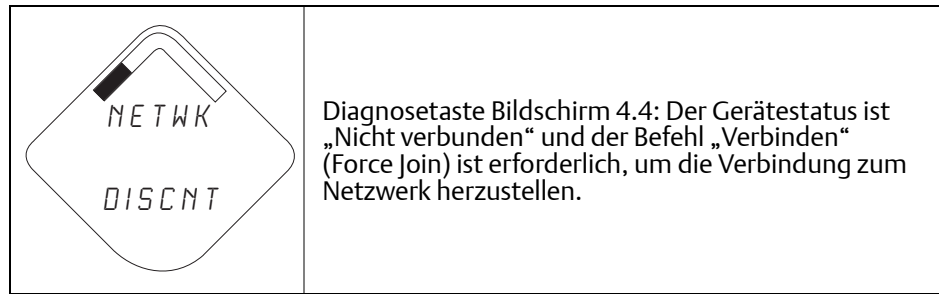 NETWK
DISCNT
Diagnosetaste Bildschirm 4.4: Der Gerätestatus ist
„Nicht verbunden“ und der Befehl „Verbinden“
(Force Join) ist erforderlich, um die Verbindung zum
Netzwerk herzustellen.